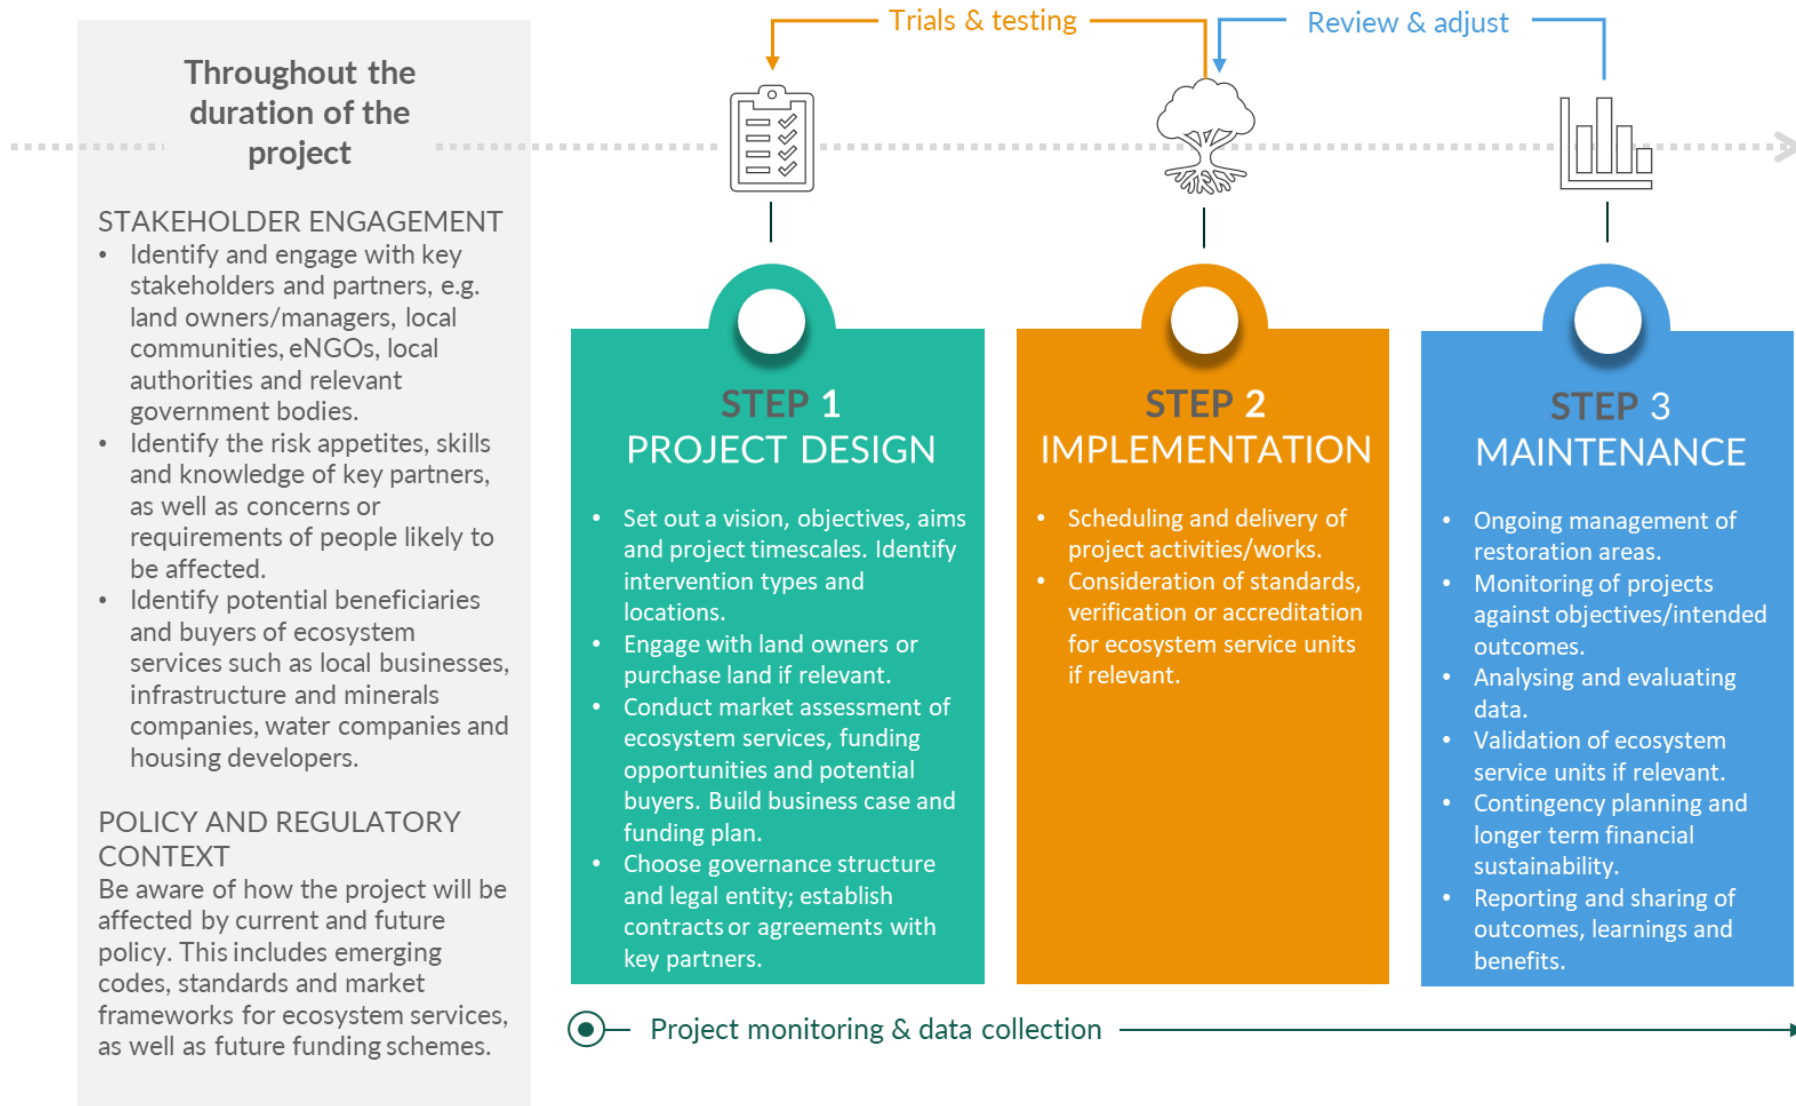 Trials & testing
Review & adjust
Throughout the
duration of the
project
STAKEHOLDER ENGAGEMENT
• Identify and engage with key
stakeholders and partners, e.g.
land owners/managers, local
communities, eNGOs, local
authorities and relevant
government bodies.
• Identify the risk appetites, skills
and knowledge of key partners,
as well as concerns or
requirements of people likely to
be affected.
• Identify potential beneficiaries
and buyers of ecosystem
services such as local businesses,
infrastructure and minerals
companies, water companies and
housing developers.
POLICY AND REGULATORY
CONTEXT
Be aware of how the project will be
affected by current and future
policy. This includes emerging
codes, standards and market
frameworks for ecosystem services,
as well as future funding schemes.
STEP 1
PROJECT DESIGN
• Set out a vision, objectives, aims
and project timescales. Identify
intervention types and
locations.
• Engage with land owners or
purchase land if relevant.
• Conduct market assessment of
ecosystem services, funding
opportunities and potential
buyers. Build business case and
funding plan.
• Choose governance structure
and legal entity; establish
contracts or agreements with
key partners.
STEP 2
IMPLEMENTATION
• Scheduling and delivery of
project activities/works.
• Consideration of standards,
verification or accreditation
for ecosystem service units
if relevant.
STEP 3
MAINTENANCE
• Ongoing management of
restoration areas.
• Monitoring of projects
against objectives/intended
outcomes.
• Analysing and evaluating
data.
• Validation of ecosystem
service units if relevant.
• Contingency planning and
longer term financial
sustainability.
• Reporting and sharing of
outcomes, learnings and
benefits.
Project monitoring & data collection